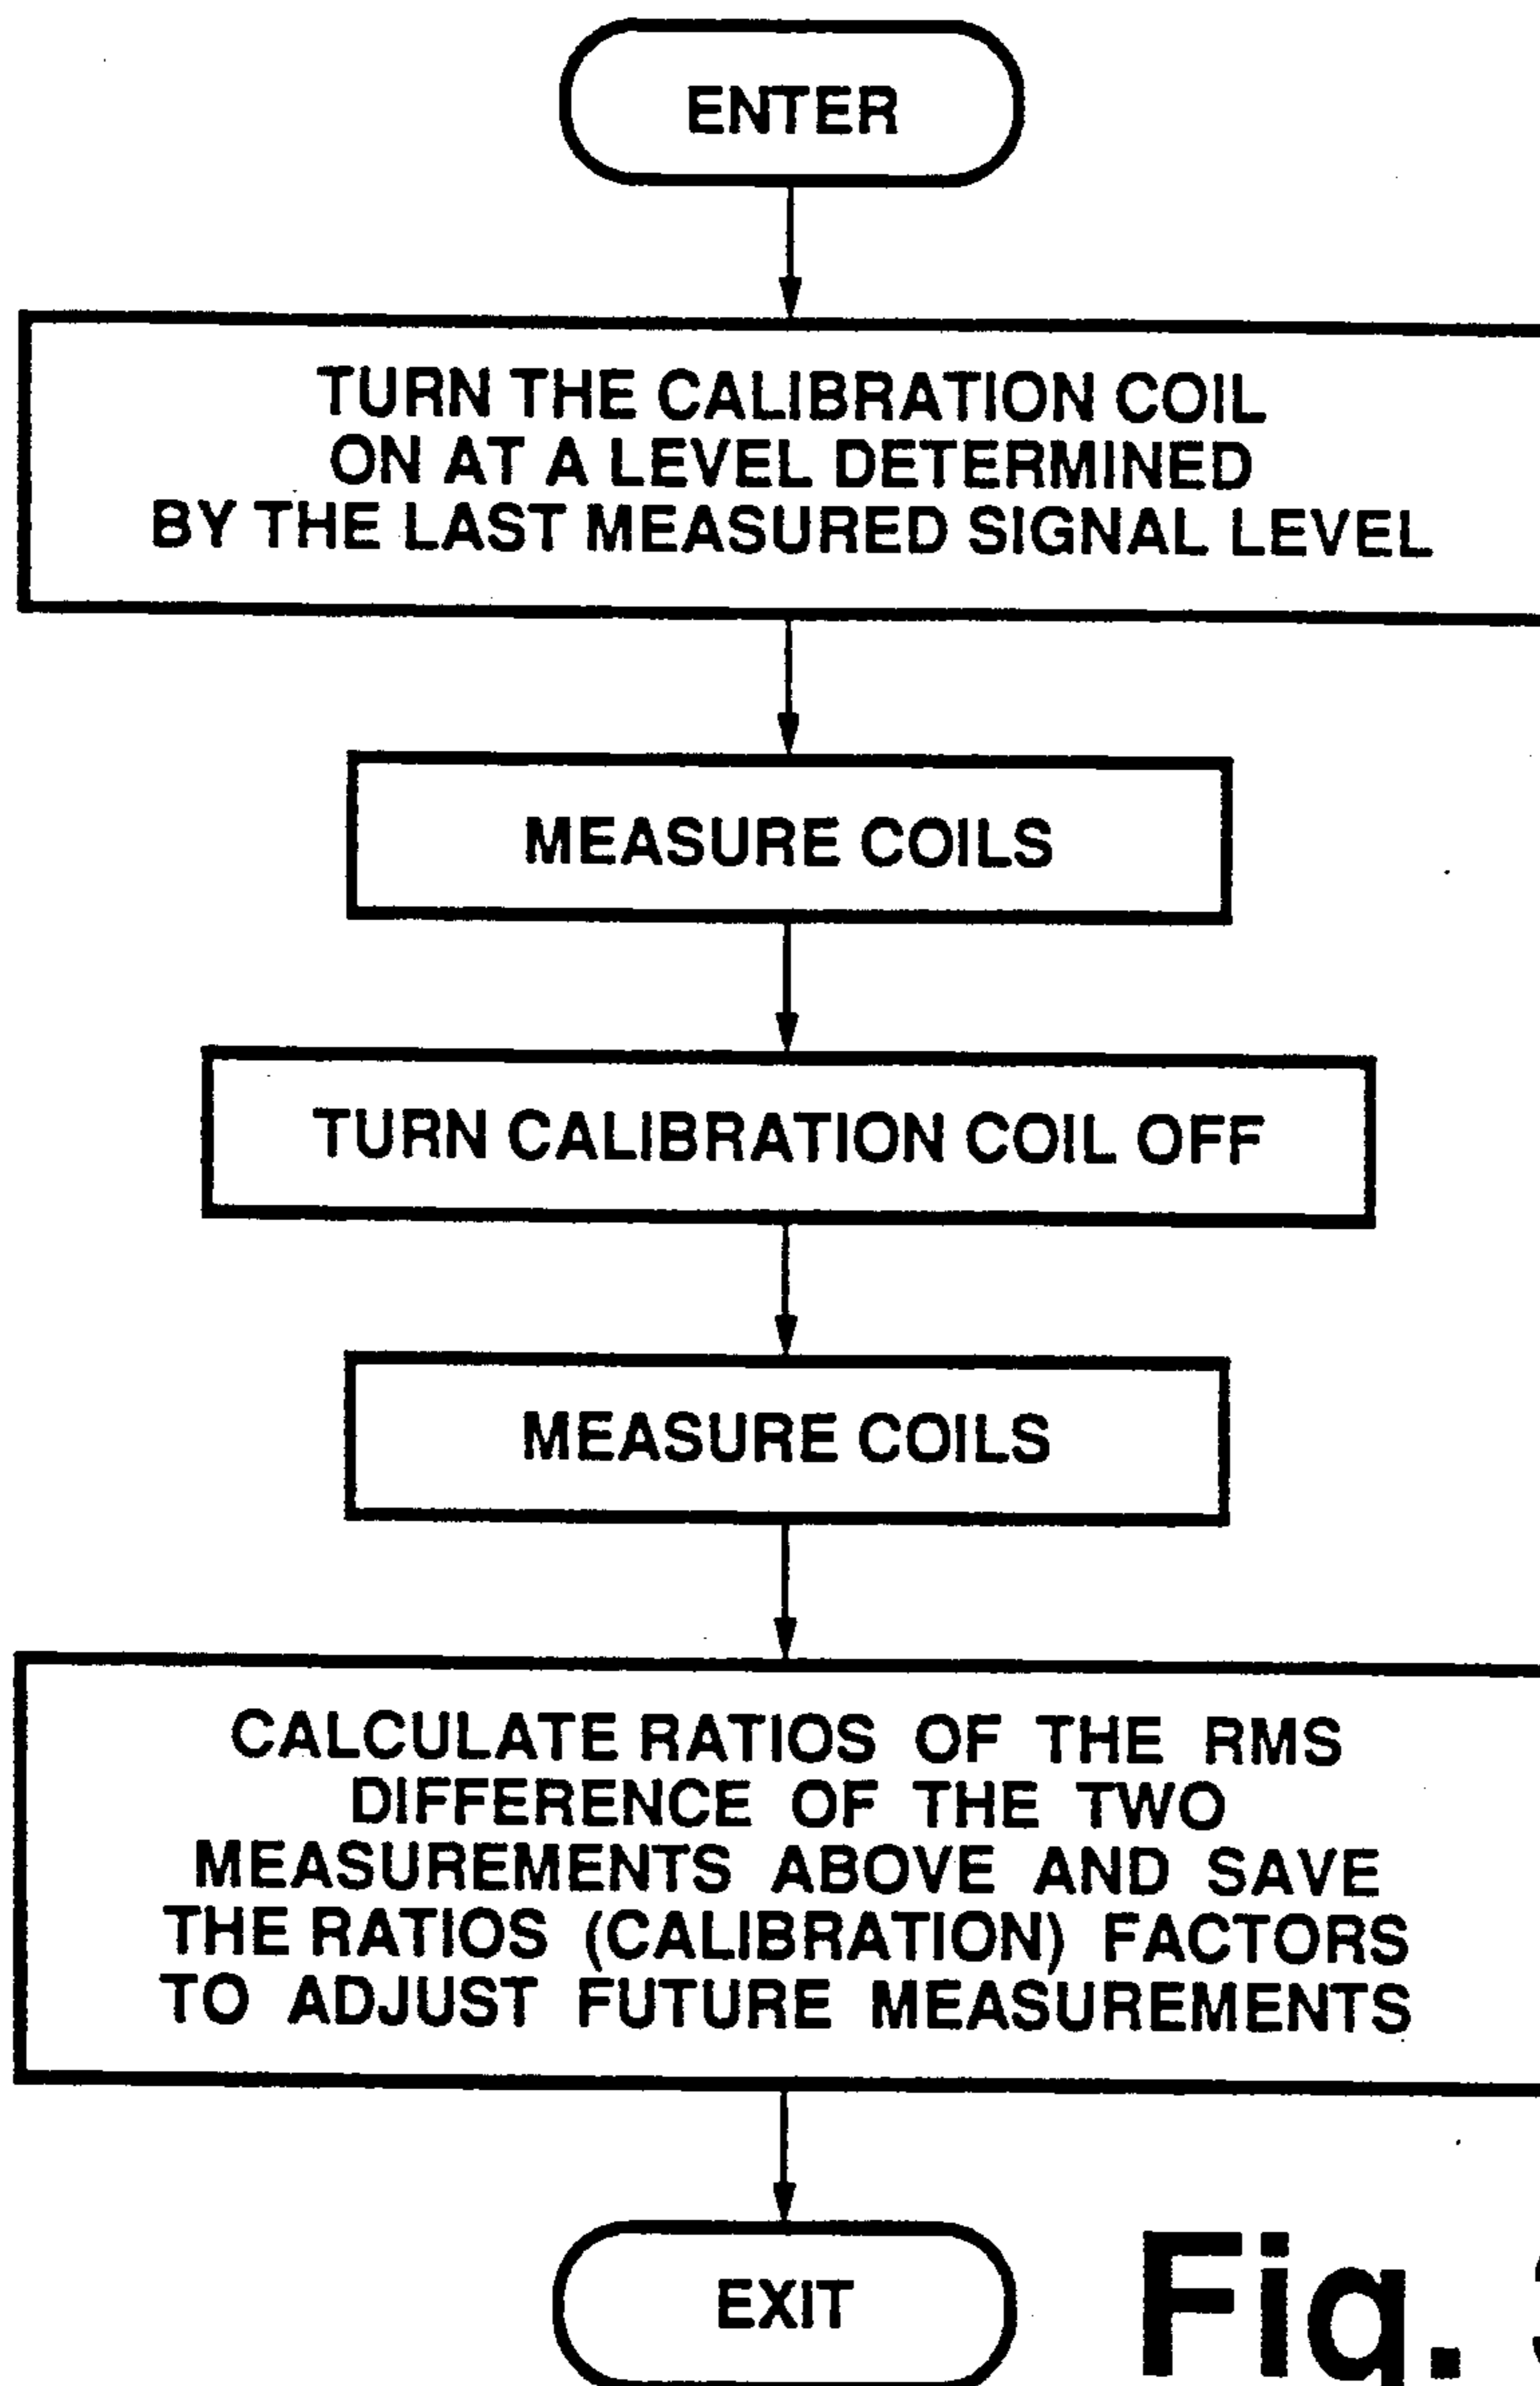 ENTER
TURN THE CALIBRATION COIL
ON AT A LEVEL DETERMINED
BY THE LAST MEASURED SIGNAL LEVEL
MEASURE COILS
TURN CALIBRATION COIL OFF
MEASURE COILS
CALCULATE RATIOS OF THE RMS
DIFFERENCE OF THE TWO
MEASUREMENTS ABOVE AND SAVE
THE RATIOS (CALIBRATION) FACTORS
TO ADJUST FUTURE MEASUREMENTS
EXIT
Fig.